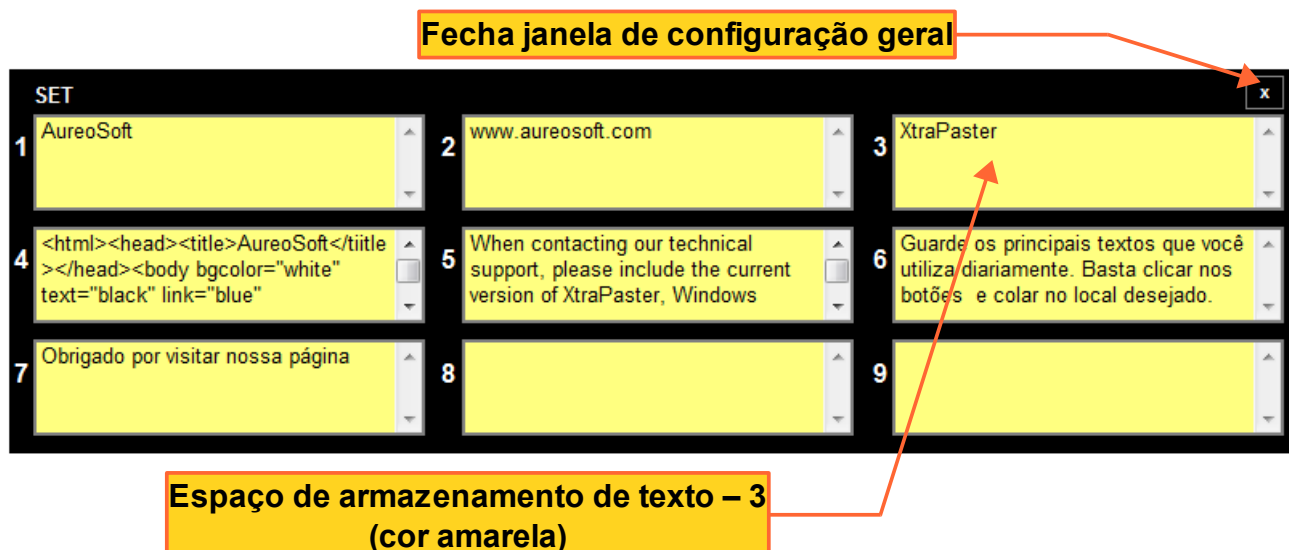 Fecha janela de configuração geral
SET
x
1
AureoSoft
2
www.aureosoft.com
3
XtraPaster
4
<html><head><title>AureoSoft</tiitle
></head><body bgcolor="white"
text="black" link="blue"
5
When contacting our technical
support, please include the current
version of XtraPaster, Windows
6
Guarde os principais textos que você
utiliza diariamente. Basta clicar nos
botões  e colar no local desejado.
7
Obrigado por visitar nossa página
8
9
Espaço de armazenamento de texto – 3
(cor amarela)